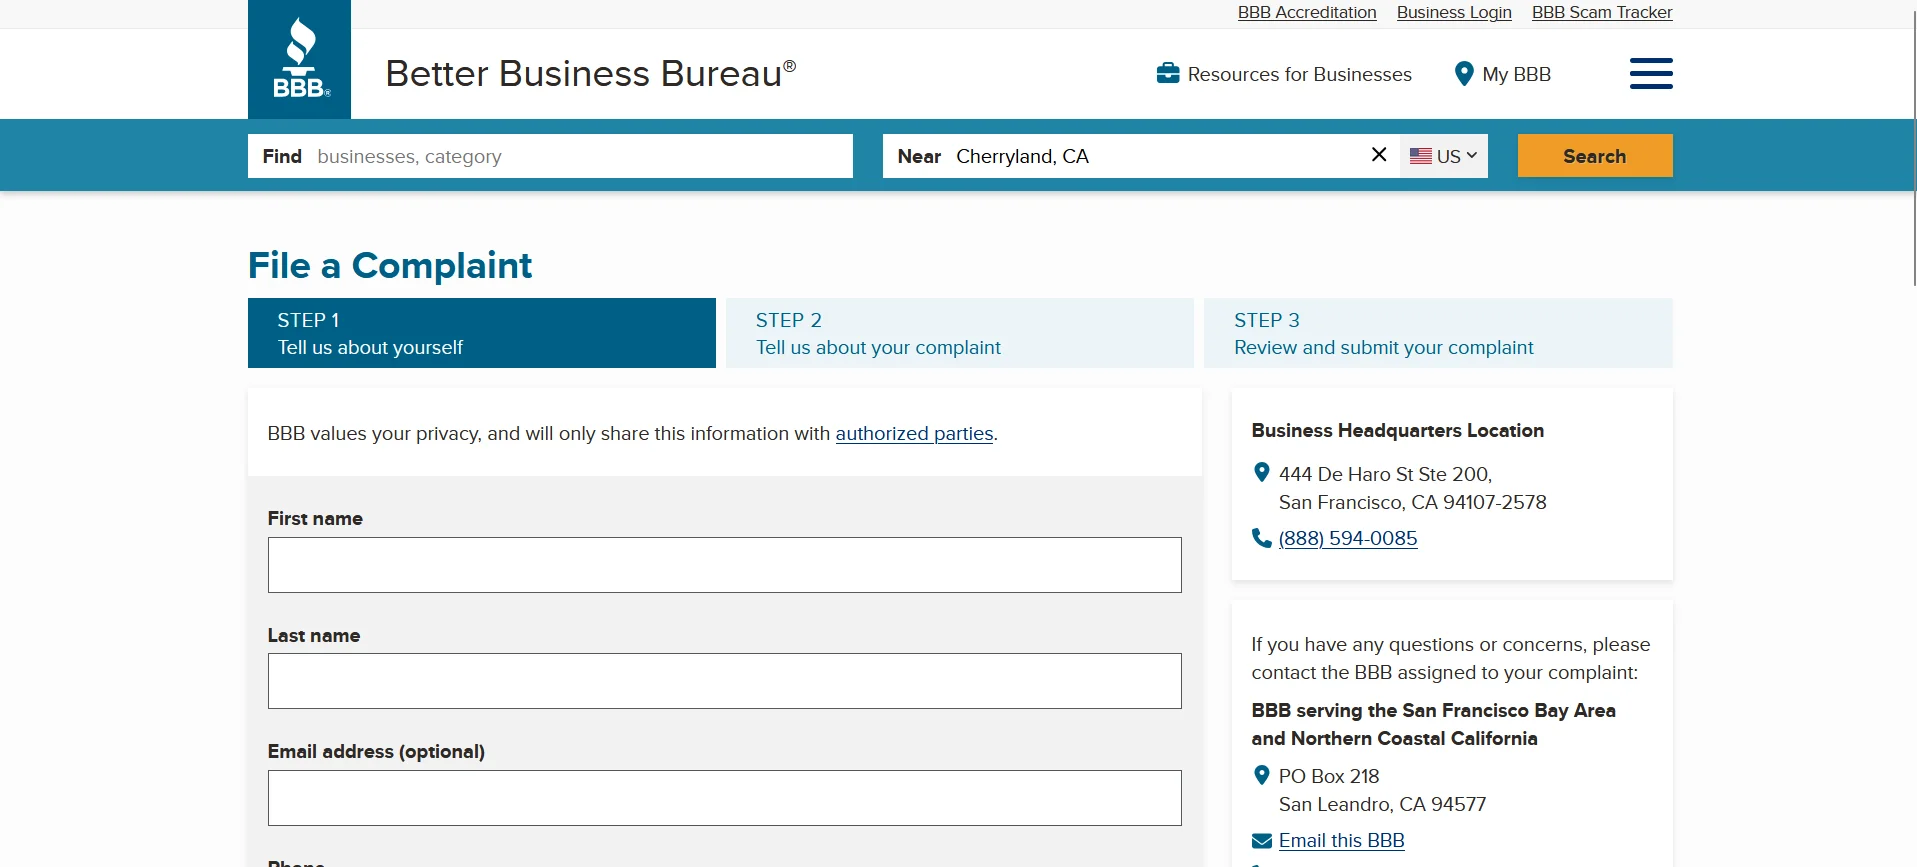 BBB Accreditation Business Login BBB Scam Tracker
BBB®
Better Business Bureau®
Resources for Businesses
My BBB
Find businesses, category
Near Cherryland, CA
US
Search
File a Complaint
STEP 1
Tell us about yourself
STEP 2
Tell us about your complaint
STEP 3
Review and submit your complaint
BBB values your privacy, and will only share this information with authorized parties.
First name
Last name
Email address (optional)
Phone
Business Headquarters Location
444 De Haro St Ste 200,
San Francisco, CA 94107-2578
(888) 594-0085
If you have any questions or concerns, please
contact the BBB assigned to your complaint:
BBB serving the San Francisco Bay Area
and Northern Coastal California
PO Box 218
San Leandro, CA 94577
Email this BBB